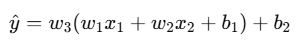 ŷ = w₃(w₁x₁ + w₂x₂ + b₁) + b₂